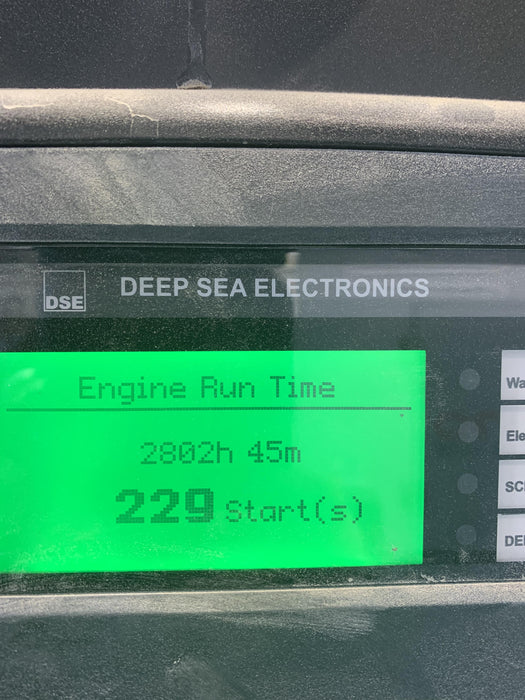 DSE
DEEP SEA ELECTRONICS
Engine Run Time
2802h 45m
229 Start(s)